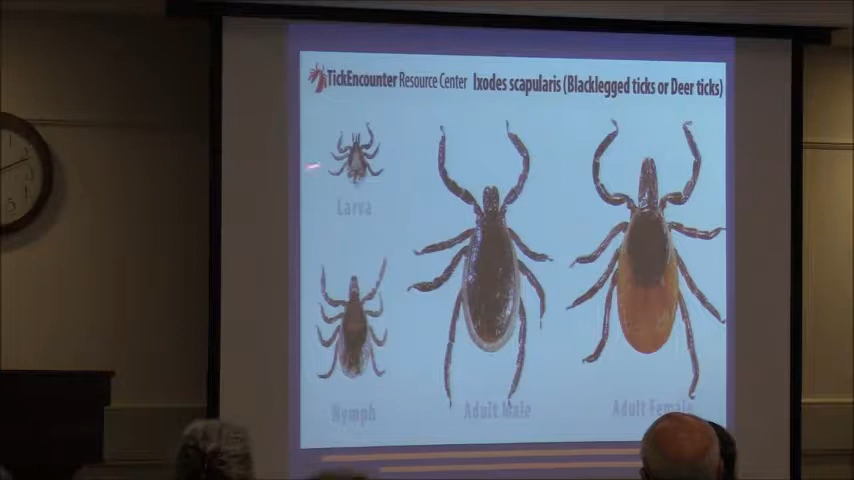 TickEncounter Resource Center Ixodes scapularis (Blacklegged ticks or Deer ticks)
Larva
Nymph
Adult Male
Adult Female